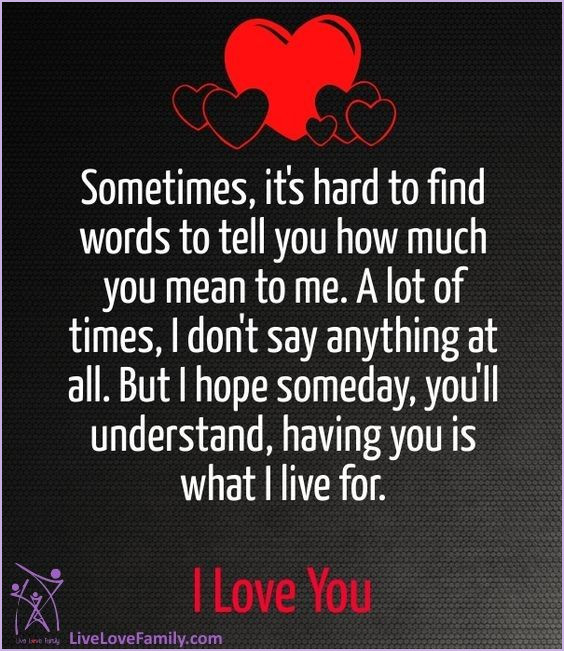 Sometimes, it's hard to find
words to tell you how much
you mean to me. A lot of
times, I don't say anything at
all. But I hope someday, you'll
understand, having you is
what I live for.
I Love You
Live Love Family
LiveLoveFamily.com